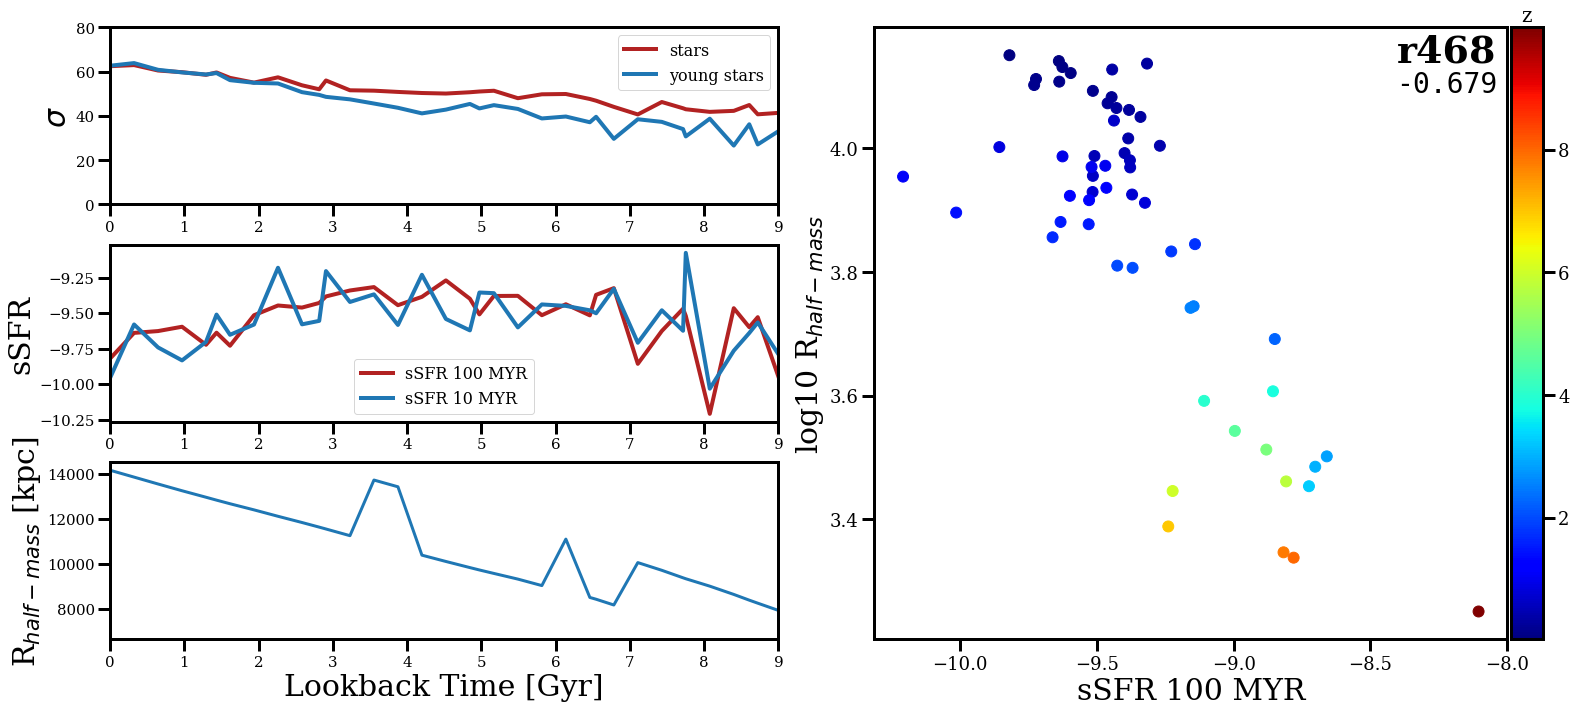 80
60
40
20
0
σ
stars
young stars
0 1 2 3 4 5 6 7 8 9
−9.25
−9.50
−9.75
−10.00
−10.25
sSFR
sSFR 100 MYR
sSFR 10 MYR
0 1 2 3 4 5 6 7 8 9
14000
12000
10000
8000
R_{half−mass} [kpc]
0 1 2 3 4 5 6 7 8 9
Lookback Time [Gyr]
r468
-0.679
4.0
3.8
3.6
3.4
log10 R_{half−mass}
−10.0 −9.5 −9.0 −8.5 −8.0
sSFR 100 MYR
z
8
6
4
2